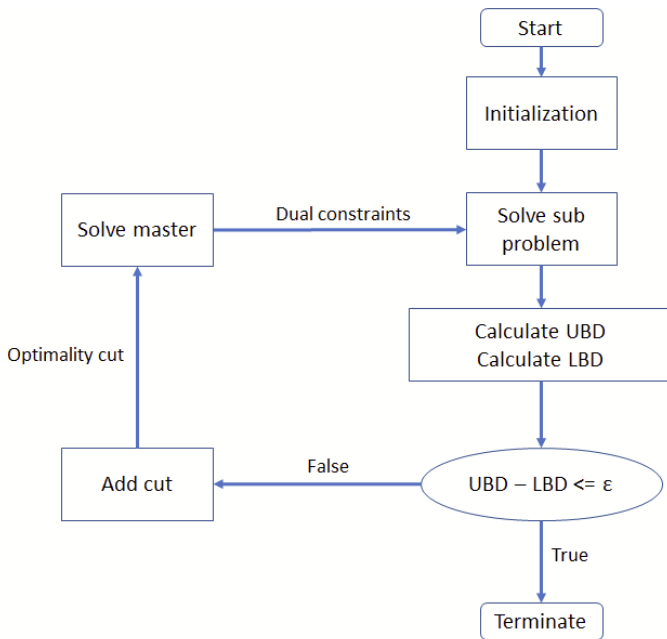 Start
Initialization
Solve master
Dual constraints
Solve sub
problem
Calculate UBD
Calculate LBD
Optimality cut
Add cut
False
UBD – LBD <= ε
True
Terminate